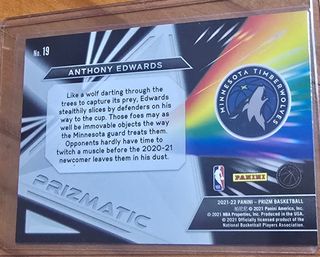 No. 19
ANTHONY EDWARDS
Like a wolf darting through the
trees to capture its prey, Edwards
stealthily slices by defenders on his
way to the cup. Those foes may as
well be immovable objects the way
the Minnesota guard treats them.
Opponents hardly have time to
twitch a muscle before the 2020-21
newcomer leaves them in his dust.
PRIZMATIC
MINNESOTA TIMBERWOLVES
NBA
PANINI
2021-22 PANINI - PRIZM BASKETBALL
© 2021 Panini America, Inc.
© 2021 NBA Properties, Inc. Produced in the USA.
© 2021 Officially licensed product of the
National Basketball Players Association.